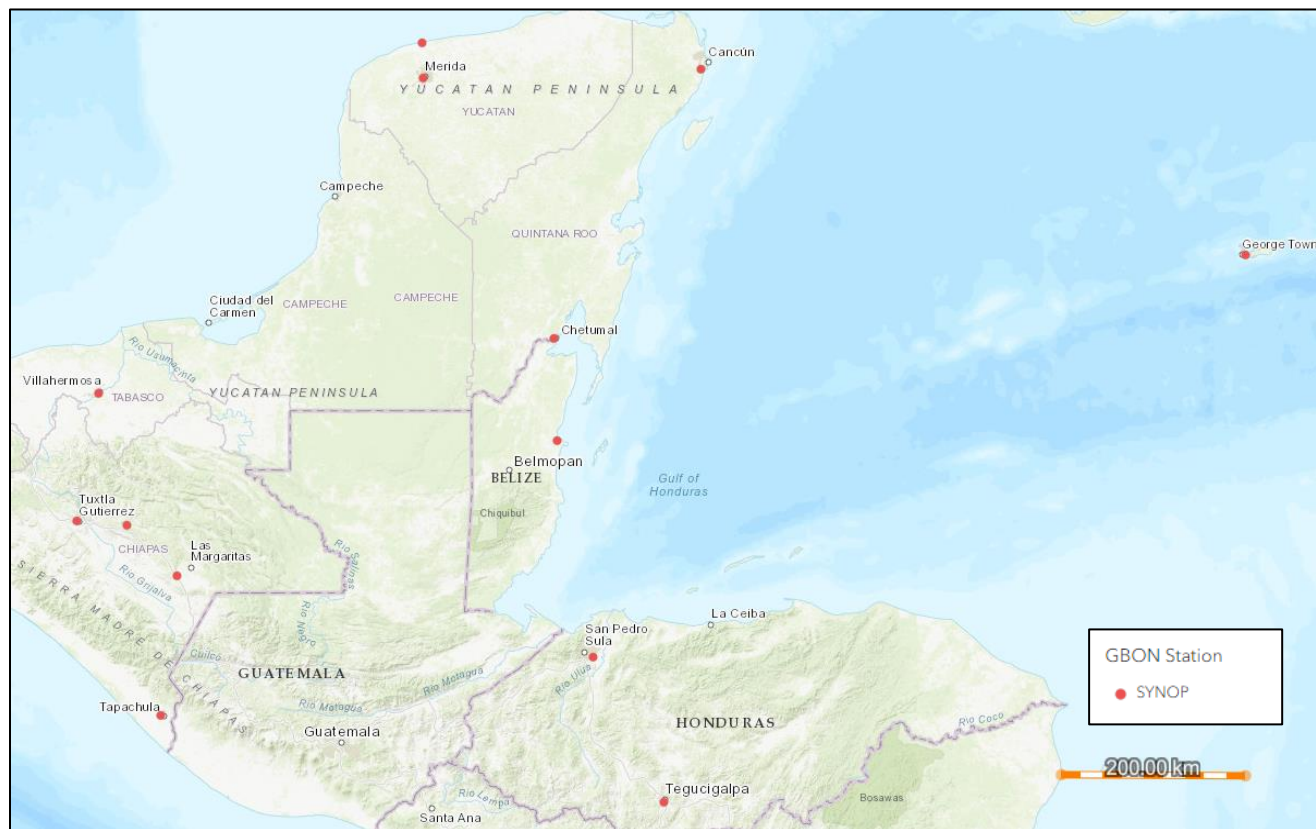 Cancún
Merida
YUCATAN PENINSULA
YUCATAN
Campeche
QUINTANA ROO
George Town
Ciudad del
Carmen
CAMPECHE
CAMPECHE
Chetumal
Rio Usumacinta
Villahermosa
TABASCO
YUCATAN PENINSULA
Belmopan
BELIZE
Gulf of
Honduras
Tuxtla
Gutierrez
Chiquibul
CHIAPAS
Las
Margaritas
Rio Salinas
Rio Grijalva
SIERRA MADRE DE CHIAPAS
Rio Negro
La Ceiba
San Pedro
Sula
Cuilco
GUATEMALA
Rio Motagua
Rio Ulua
GBON Station
SYNOP
Tapachula
Rio Motagua
Guatemala
HONDURAS
Rio Coco
200.00 km
Tegucigalpa
Rio Lempa
Bosawas
Santa Ana